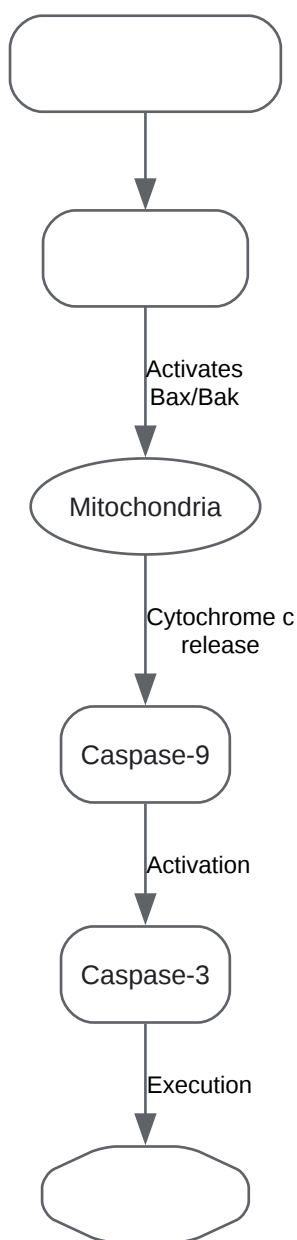 Activates
Bax/Bak
Mitochondria
Cytochrome c
release
Caspase-9
Activation
Caspase-3
Execution